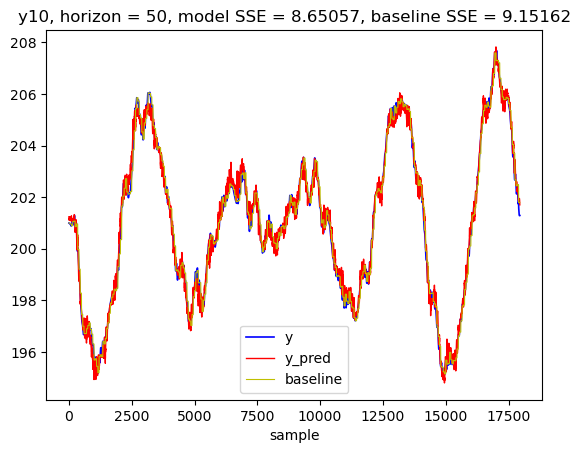 y10, horizon = 50, model SSE = 8.65057, baseline SSE = 9.15162
208
206
204
202
200
198
196
y
y_pred
baseline
0 2500 5000 7500 10000 12500 15000 17500
sample